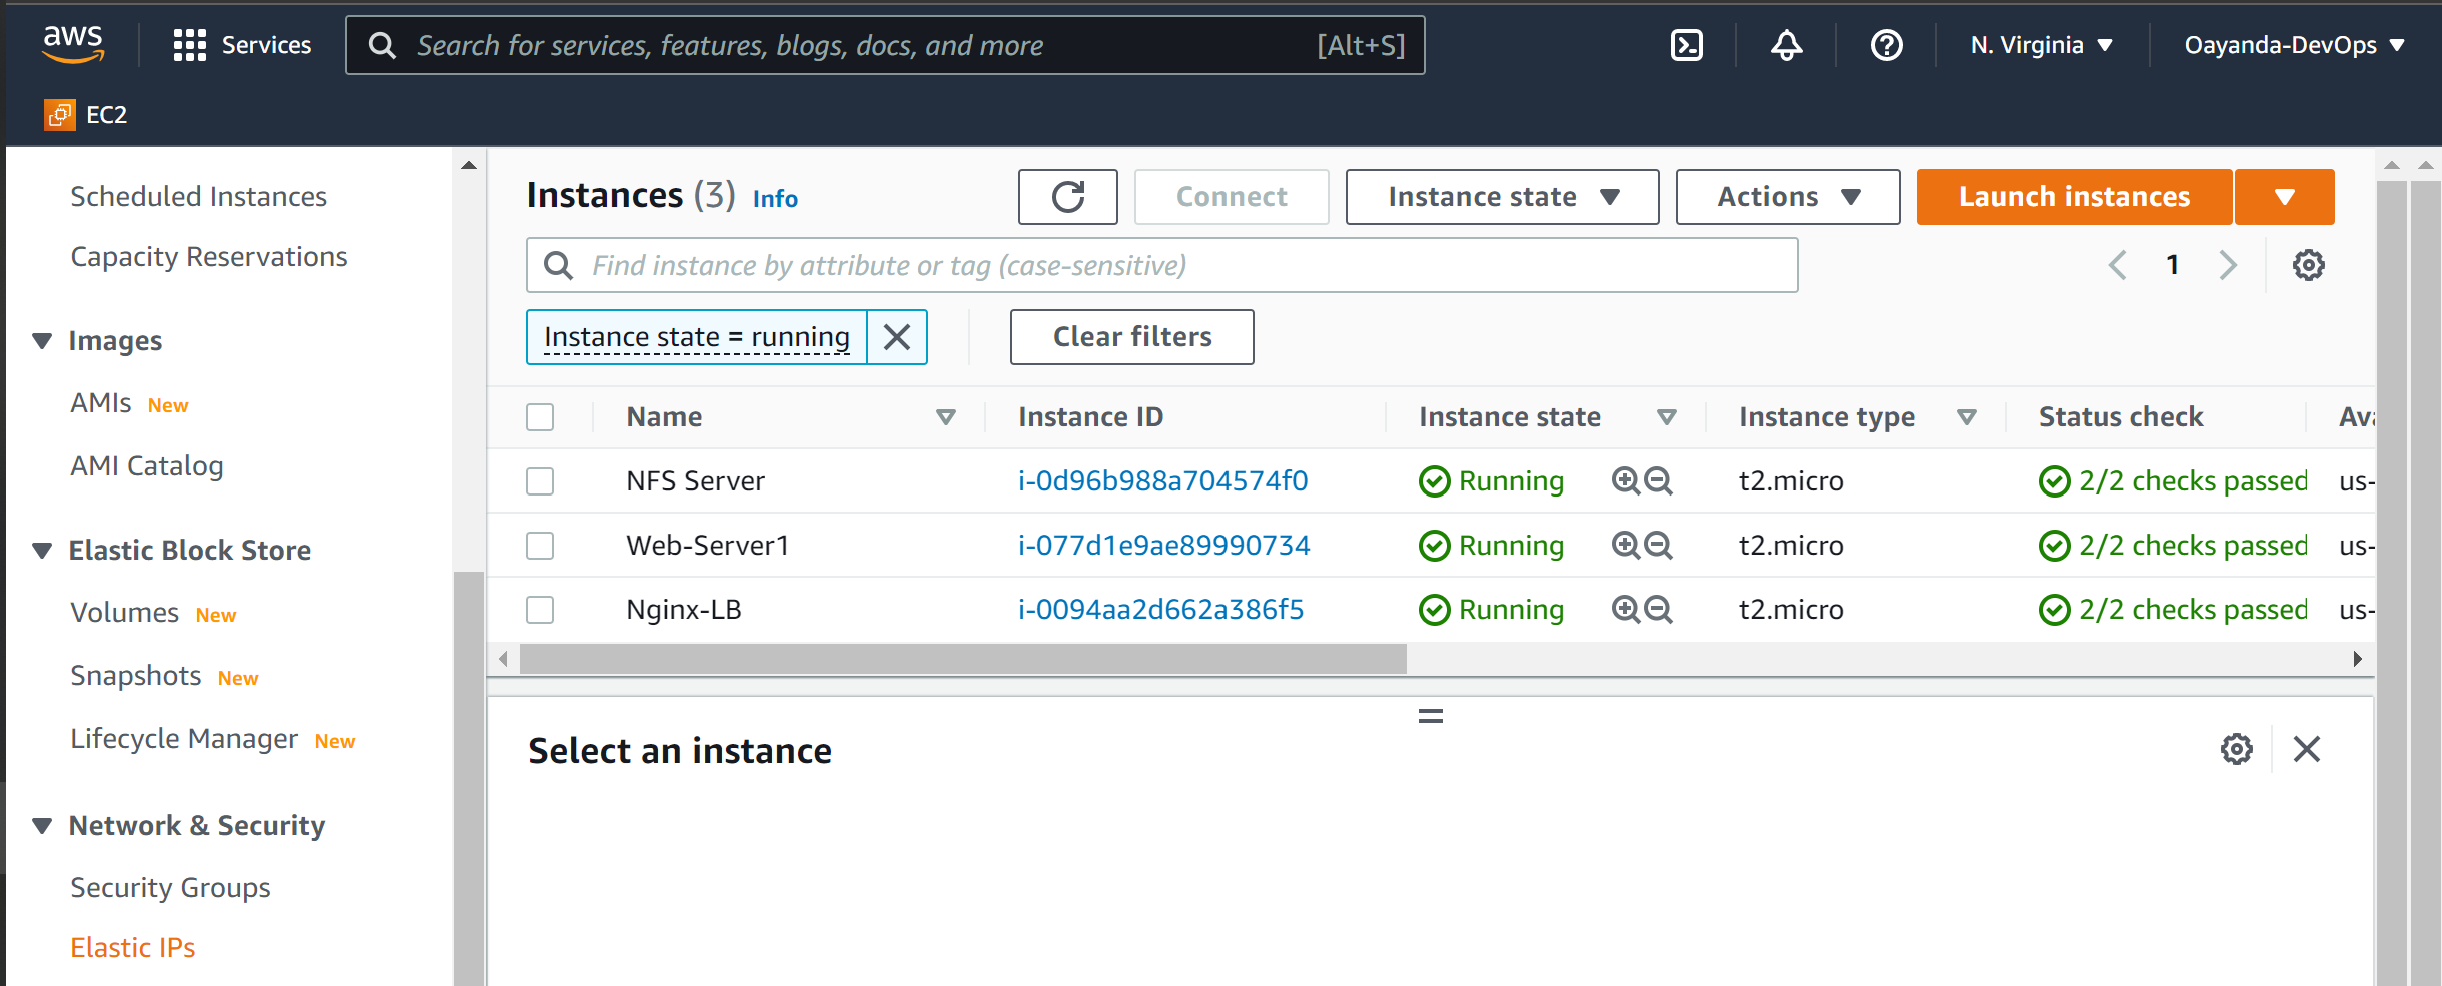 aws Services Search for services, features, blogs, docs, and more [Alt+S] N. Virginia Oayanda-DevOps
EC2
Scheduled Instances
Capacity Reservations
Images
AMIs New
AMI Catalog
Elastic Block Store
Volumes New
Snapshots New
Lifecycle Manager New
Network & Security
Security Groups
Elastic IPs
Instances (3) Info Connect Instance state Actions Launch instances
Find instance by attribute or tag (case-sensitive) 1
Instance state = running Clear filters
Name Instance ID Instance state Instance type Status check Ava
NFS Server i-0d96b988a704574f0 Running t2.micro 2/2 checks passed us-
Web-Server1 i-077d1e9ae89990734 Running t2.micro 2/2 checks passed us-
Nginx-LB i-0094aa2d662a386f5 Running t2.micro 2/2 checks passed us-
Select an instance